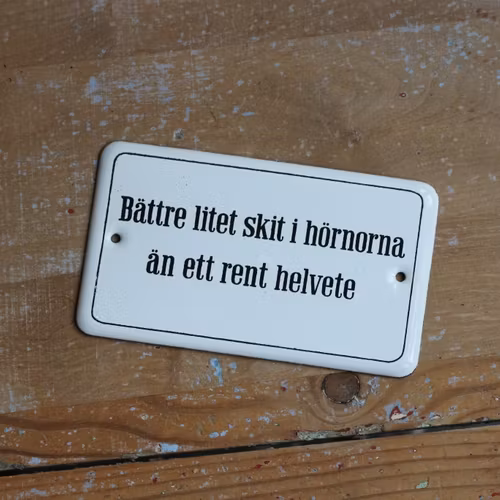 Bättre litet skit i hörnorna
än ett rent helvete